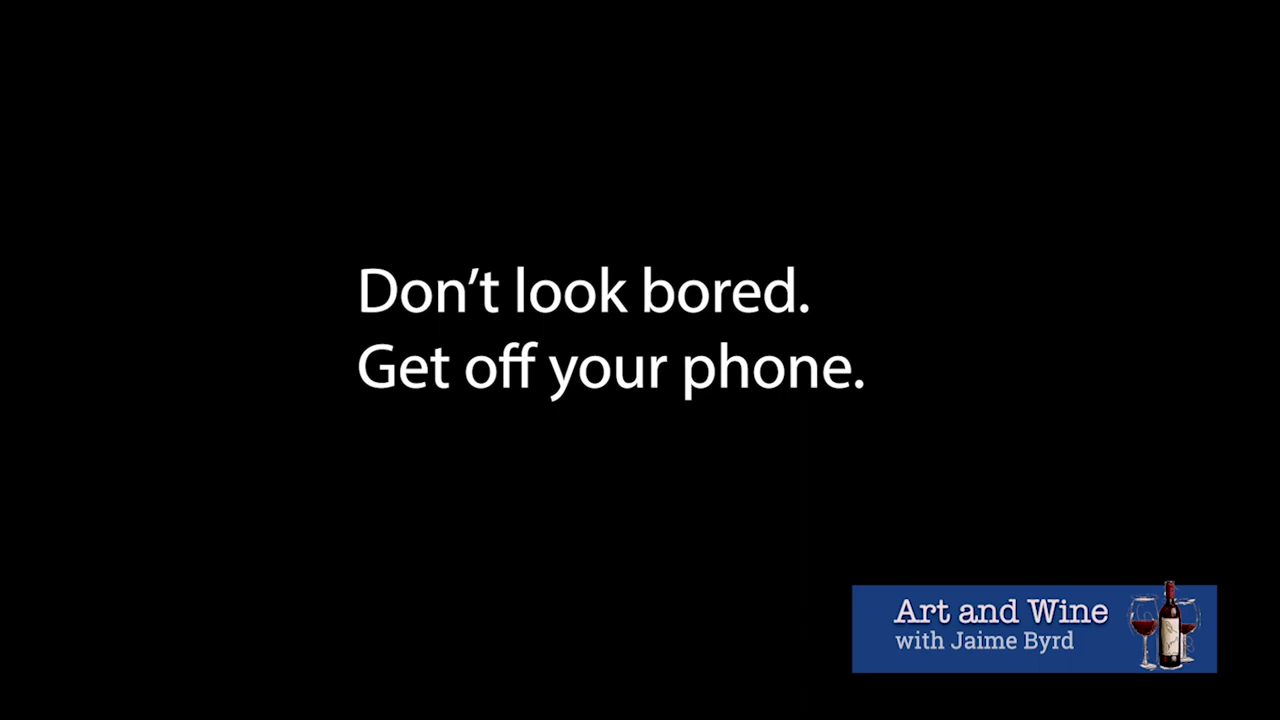 Don’t look bored.
Get off your phone.
Art and Wine
with Jaime Byrd